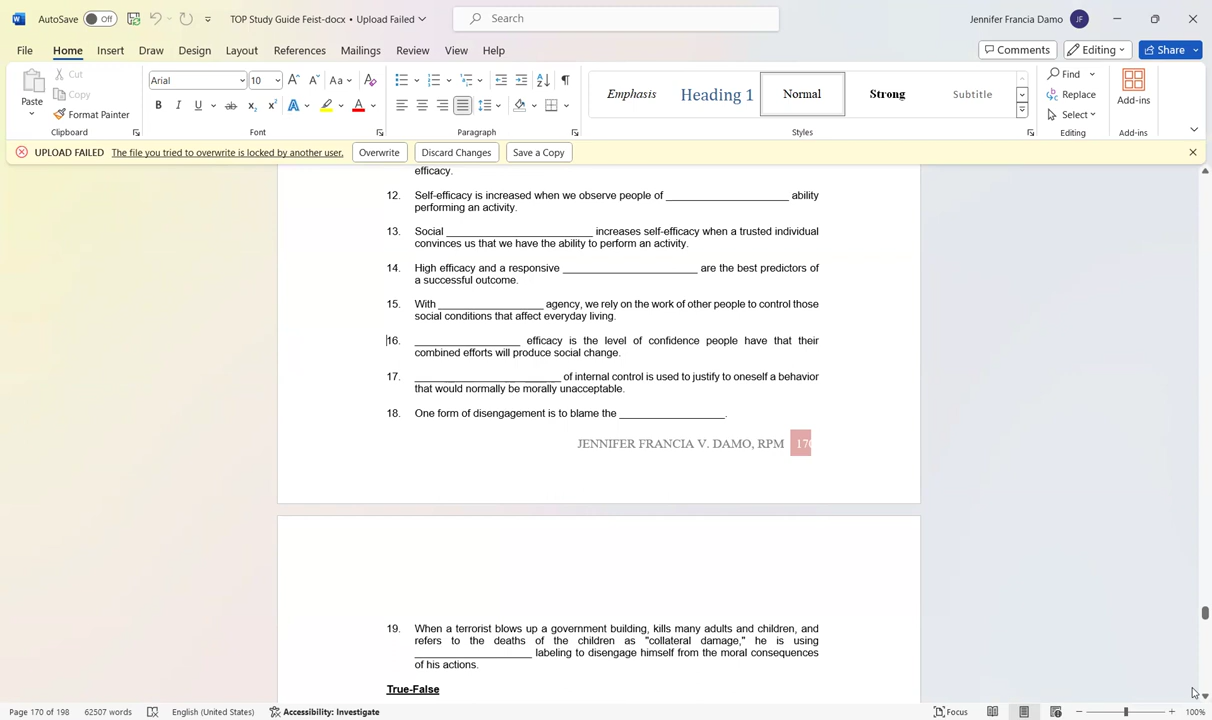 AutoSave Off TOP Study Guide Feist-docx • Upload Failed Search Jennifer Francia Damo JF
File Home Insert Draw Design Layout References Mailings Review View Help Comments Editing Share
Paste Cut Copy Format Painter Clipboard
Arial 10 Font
Paragraph
Emphasis Heading 1 Normal Strong Subtitle Styles
Find Replace Select Editing
Add-ins Add-ins
UPLOAD FAILED The file you tried to overwrite is locked by another user. Overwrite Discard Changes Save a Copy
efficacy.
12. Self-efficacy is increased when we observe people of ______________________ ability
performing an activity.
13. Social __________________________ increases self-efficacy when a trusted individual
convinces us that we have the ability to perform an activity.
14. High efficacy and a responsive ________________________ are the best predictors of
a successful outcome.
15. With ___________________ agency, we rely on the work of other people to control those
social conditions that affect everyday living.
16. ___________________ efficacy is the level of confidence people have that their
combined efforts will produce social change.
17. __________________________ of internal control is used to justify to oneself a behavior
that would normally be morally unacceptable.
18. One form of disengagement is to blame the ___________________.
JENNIFER FRANCIA V. DAMO, RPM 170
19. When a terrorist blows up a government building, kills many adults and children, and
refers to the deaths of the children as "collateral damage," he is using
_____________________ labeling to disengage himself from the moral consequences
of his actions.
True-False
Page 170 of 198 62507 words English (United States) Accessibility: Investigate Focus 100%